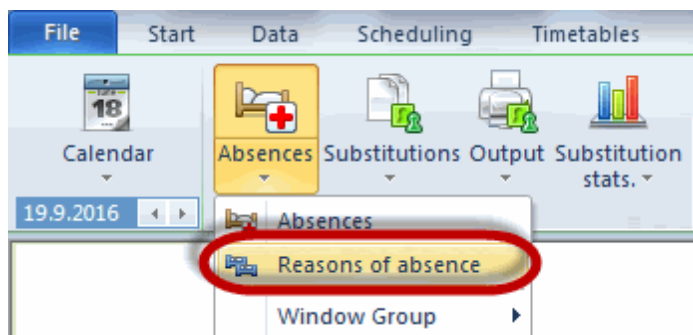 File Start Data Scheduling Timetables
18
Calendar Absences Substitutions Output Substitution
stats.
19.9.2016
Absences
Reasons of absence
Window Group